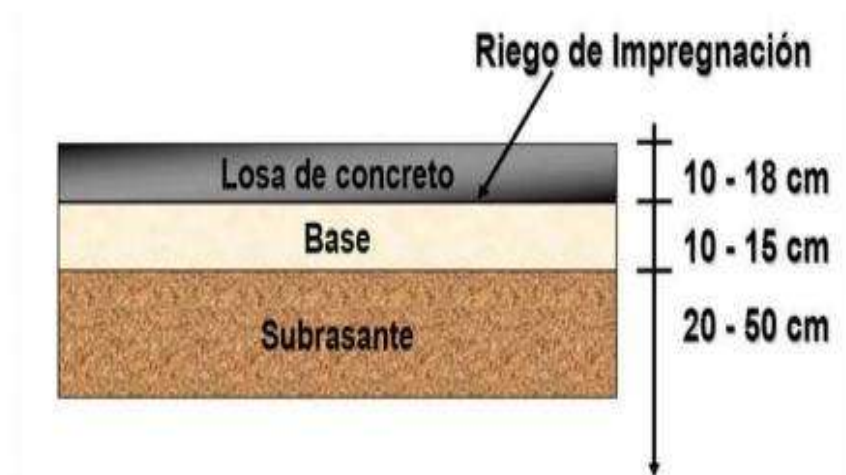 Riego de Impregnación
Losa de concreto
10 - 18 cm
Base
10 - 15 cm
Subrasante
20 - 50 cm